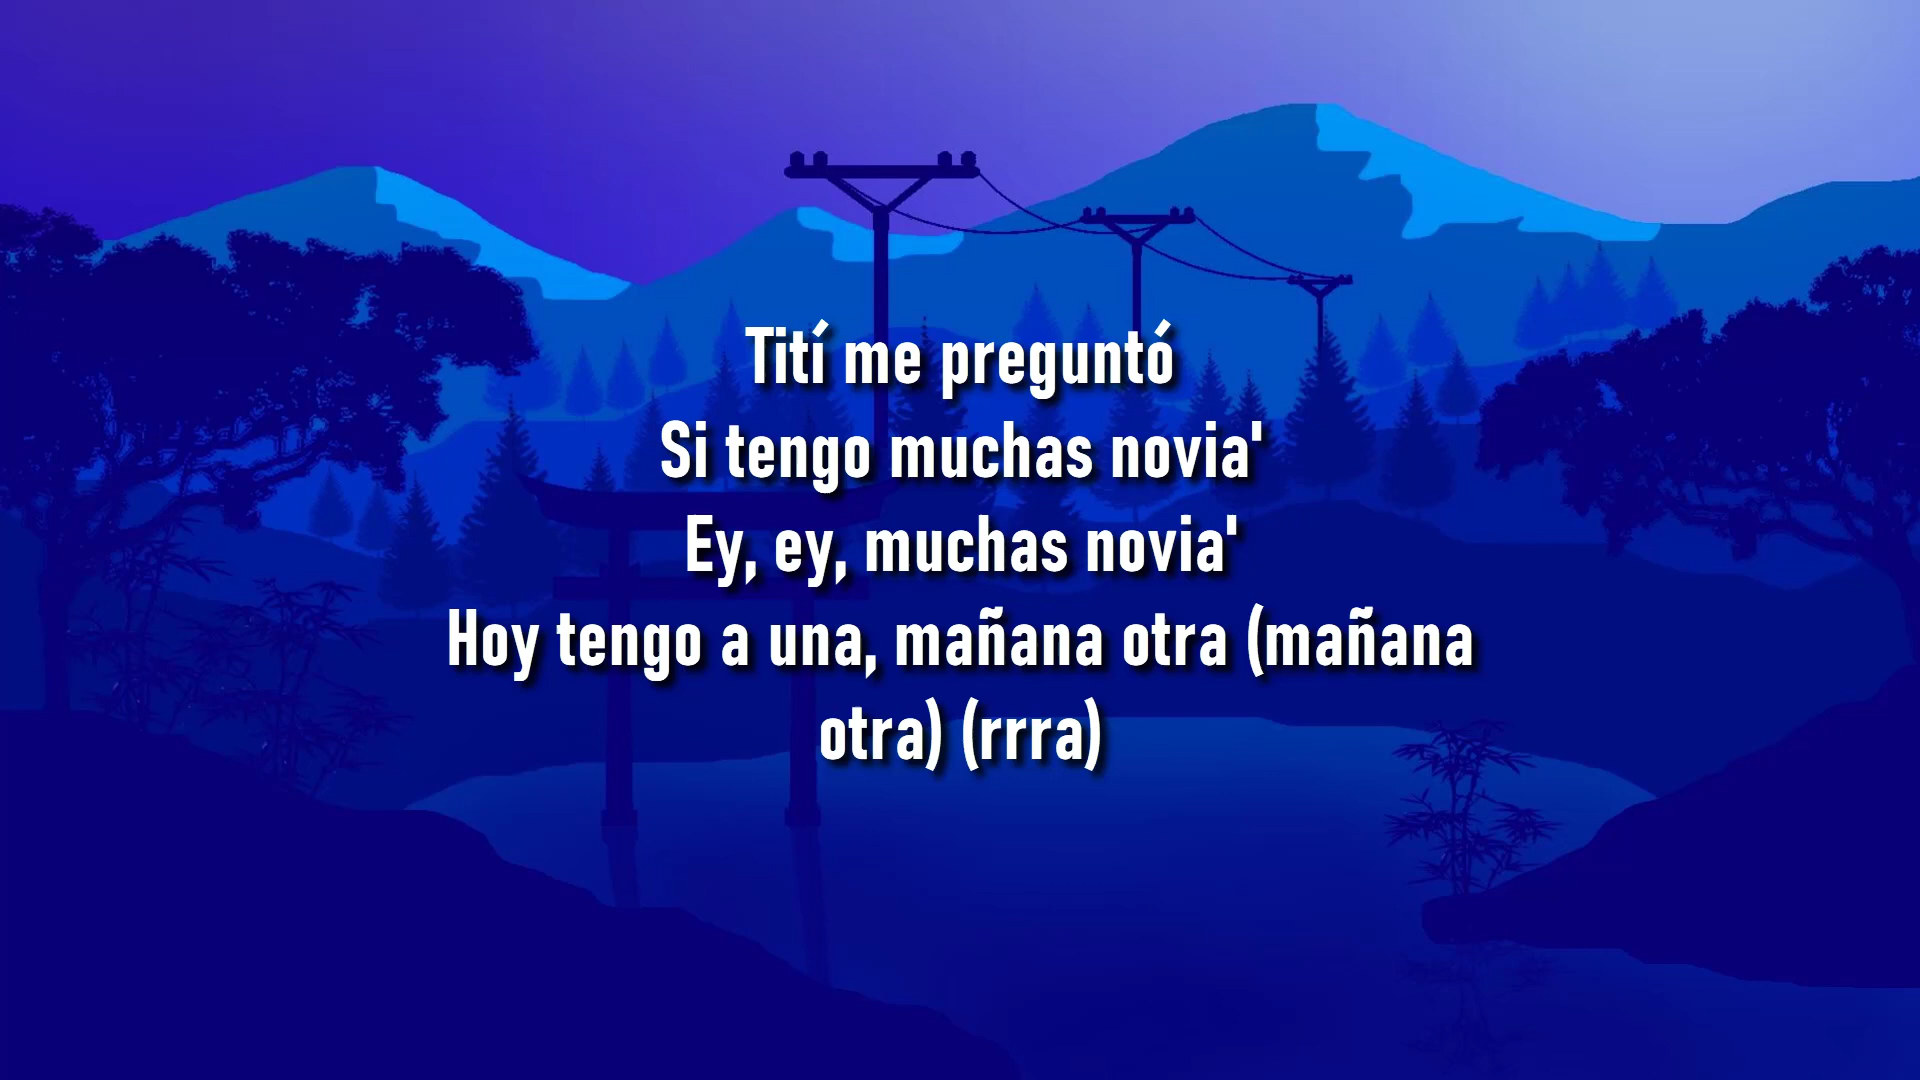 Tití me preguntó
Si tengo muchas novia'
Ey, ey, muchas novia'
Hoy tengo a una, mañana otra (mañana
otra) (rrra)